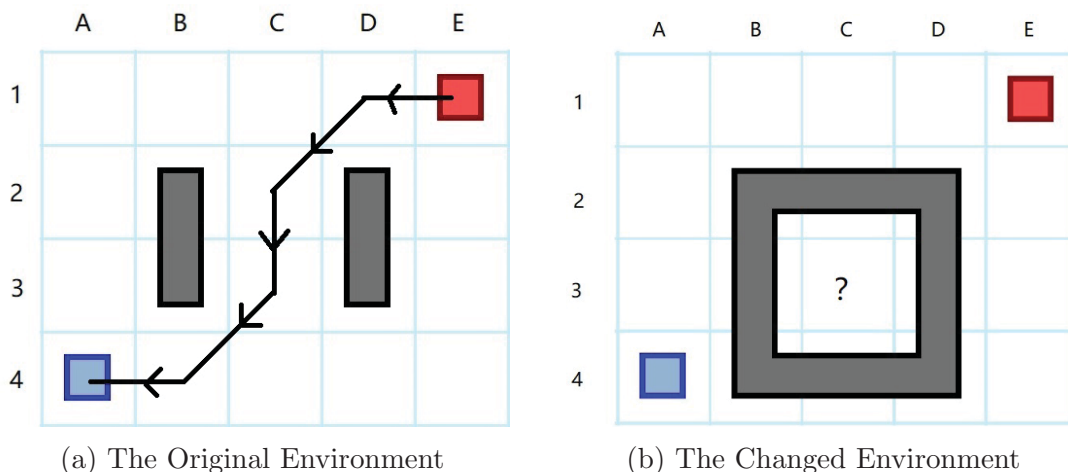 A B C D E
1
2
3
4
(a) The Original Environment
A B C D E
1
2
3
?
4
(b) The Changed Environment